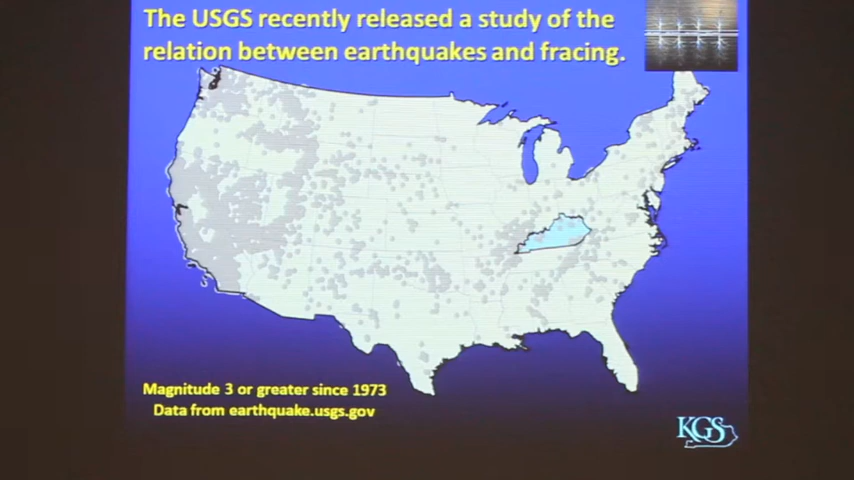 The USGS recently released a study of the
relation between earthquakes and fracing.
Magnitude 3 or greater since 1973
Data from earthquake.usgs.gov
KGS